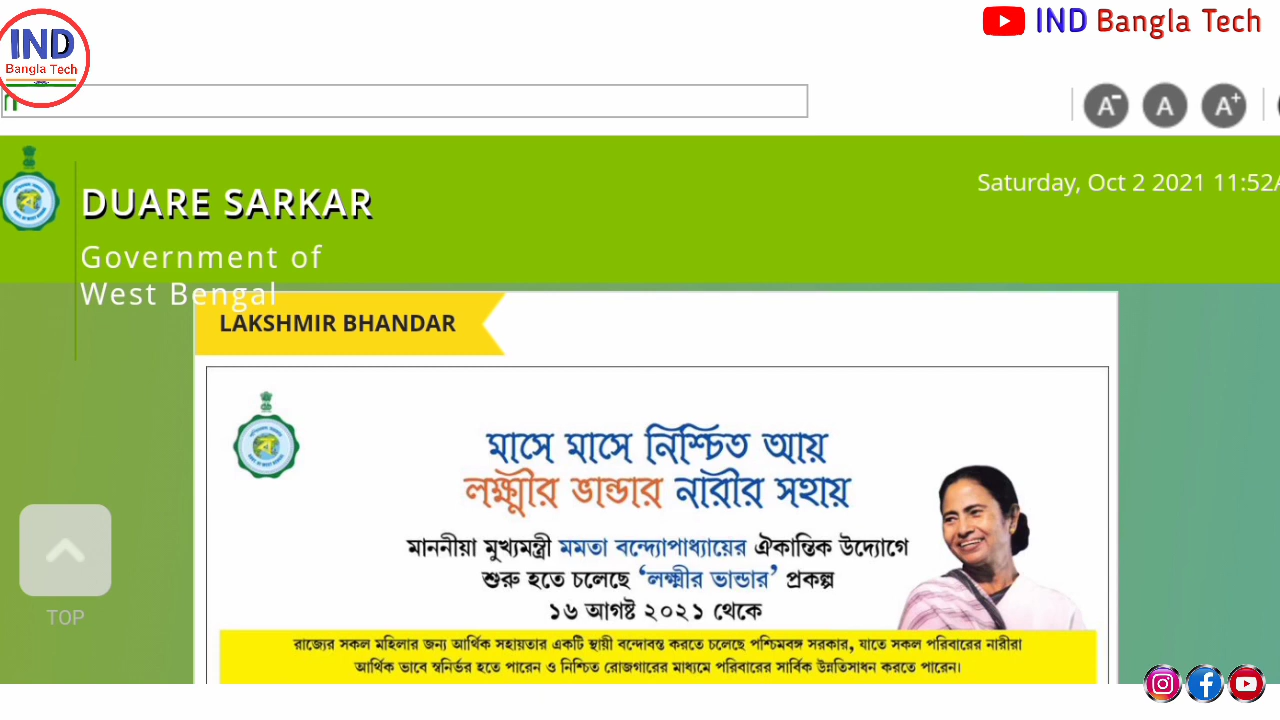 IND Bangla Tech
IND
Bangla Tech
A- A A+
DUARE SARKAR
Saturday, Oct 2 2021 11:52A
Government of
West Bengal
LAKSHMIR BHANDAR
মাসে মাসে নিশ্চিত আয়
লক্ষ্মীর ভান্ডার নারীর সহায়
মাননীয়া মুখ্যমন্ত্রী মমতা বন্দ্যোপাধ্যায়ের ঐকান্তিক উদ্যোগে
শুরু হতে চলেছে ‘লক্ষ্মীর ভান্ডার’ প্রকল্প
১৬ আগষ্ট ২০২১ থেকে
রাজ্যের সকল মহিলার জন্য আর্থিক সহায়তার একটি স্থায়ী বন্দোবস্ত করতে চলেছে পশ্চিমবঙ্গ সরকার, যাতে সকল পরিবারের নারীরা
আর্থিক ভাবে স্বনির্ভর হতে পারেন ও নিশ্চিত রোজগারের মাধ্যমে পরিবারের সার্বিক উন্নতিসাধন করতে পারেন।
TOP